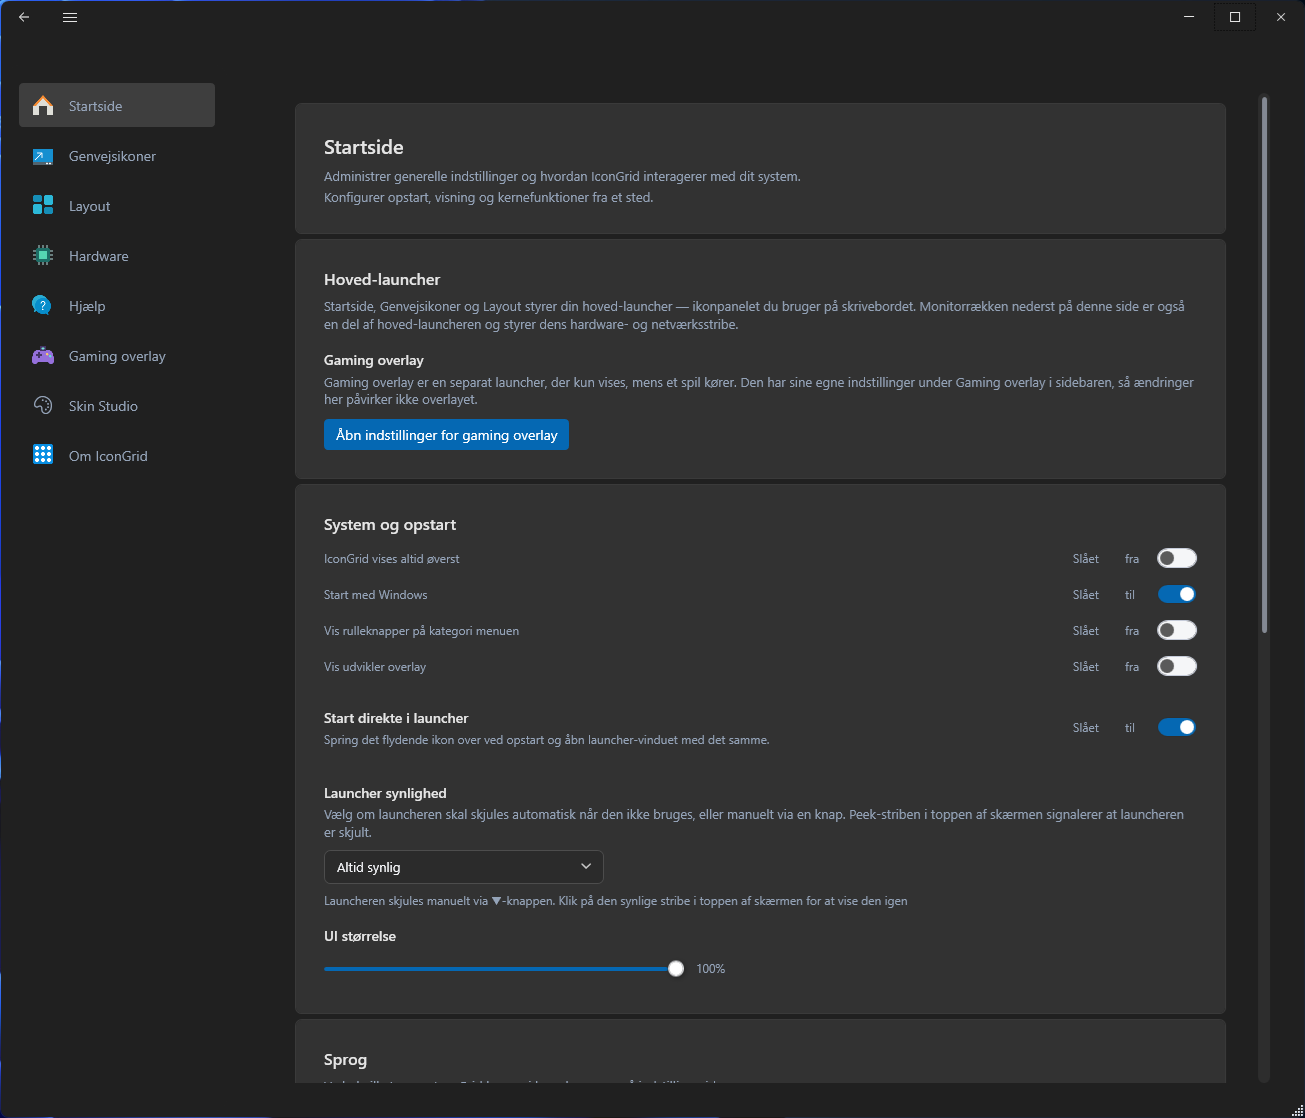 Startside
Genvejsikoner
Layout
Hardware
Hjælp
Gaming overlay
Skin Studio
Om IconGrid
Startside
Administrer generelle indstillinger og hvordan IconGrid interagerer med dit system.
Konfigurer opstart, visning og kernefunktioner fra et sted.
Hoved-launcher
Startside, Genvejsikoner og Layout styrer din hoved-launcher — ikonpanelet du bruger på skrivebordet. Monitorrækken nederst på denne side er også
en del af hoved-launcheren og styrer dens hardware- og netværksstribe.
Gaming overlay
Gaming overlay er en separat launcher, der kun vises, mens et spil kører. Den har sine egne indstillinger under Gaming overlay i sidebaren, så ændringer
her påvirker ikke overlayet.
Åbn indstillinger for gaming overlay
System og opstart
IconGrid vises altid øverst Slået fra
Start med Windows Slået til
Vis rulleknapper på kategori menuen Slået fra
Vis udvikler overlay Slået fra
Start direkte i launcher
Slået til
Spring det flydende ikon over ved opstart og åbn launcher-vinduet med det samme.
Launcher synlighed
Vælg om launcheren skal skjules automatisk når den ikke bruges, eller manuelt via en knap. Peek-striben i toppen af skærmen signalerer at launcheren
er skjult.
Altid synlig
Launcheren skjules manuelt via ▼-knappen. Klik på den synlige stribe i toppen af skærmen for at vise den igen
UI størrelse
100%
Sprog